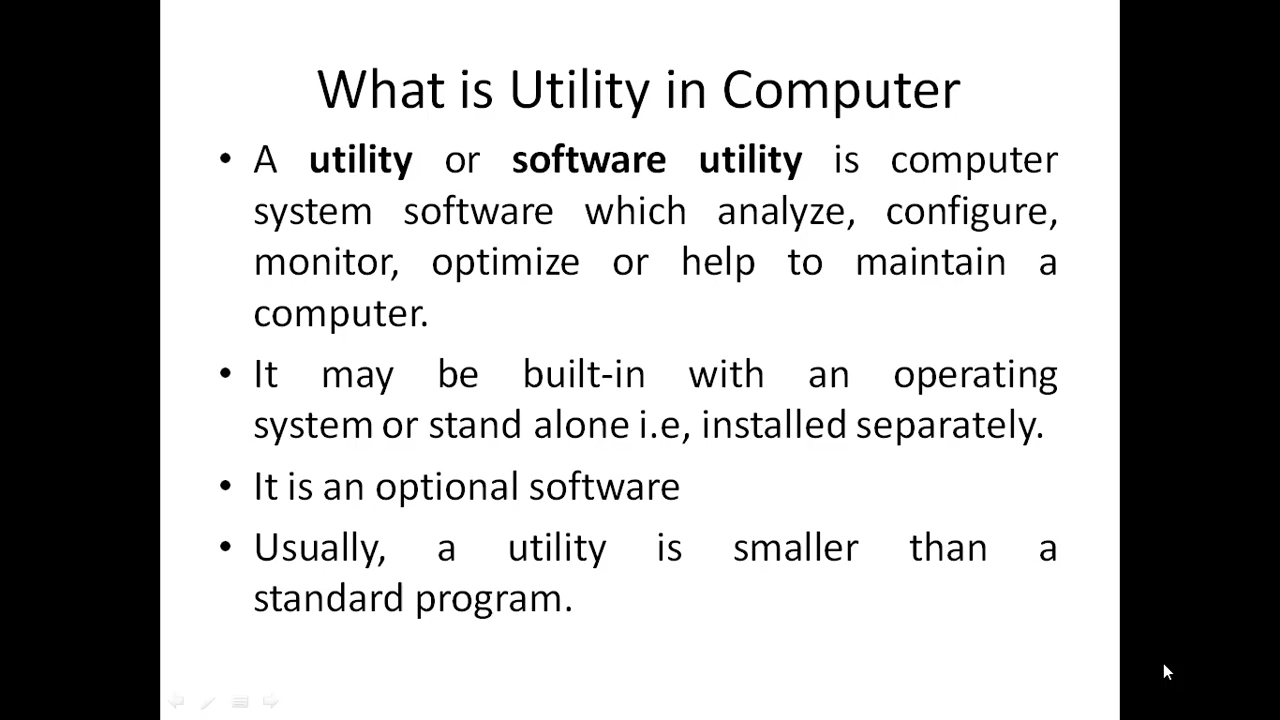 What is Utility in Computer
• A utility or software utility is computer
system software which analyze, configure,
monitor, optimize or help to maintain a
computer.
• It may be built-in with an operating
system or stand alone i.e, installed separately.
• It is an optional software
• Usually, a utility is smaller than a
standard program.